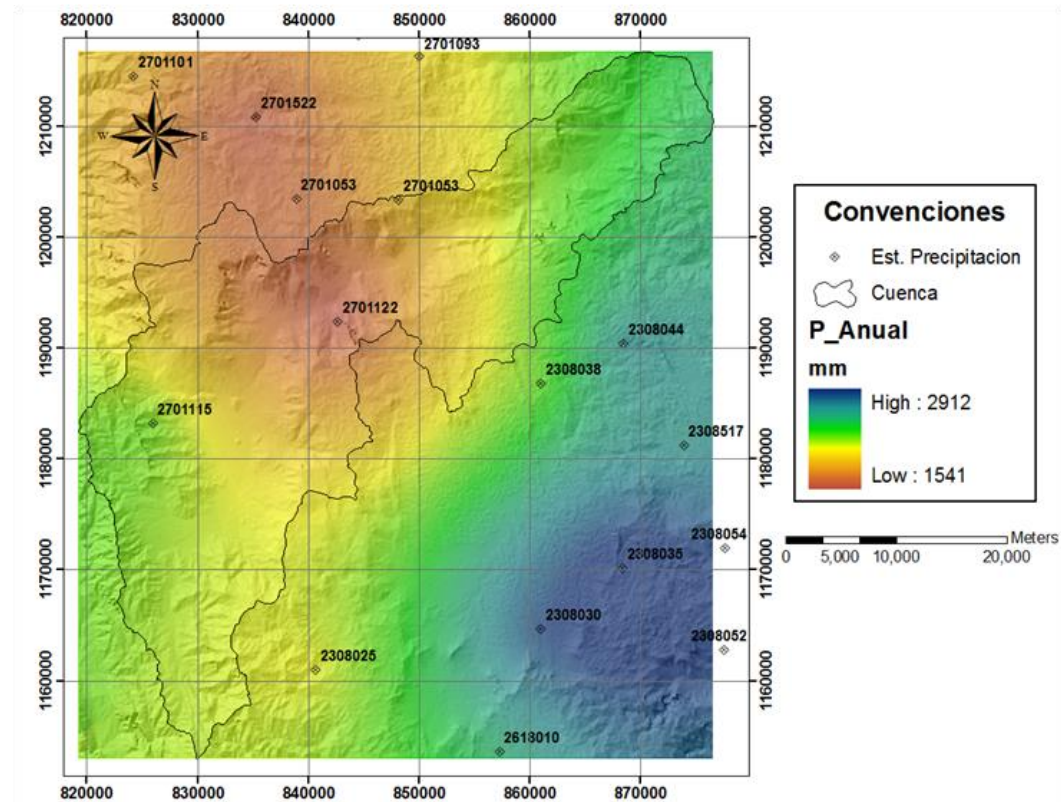 820000 830000 840000 850000 860000 870000
2701093
2701101
N
W E
S
2701522
1210000 1210000
2701053 2701053
1200000 1200000
2701122
2308044
1190000 1190000
2308038
2701115
2308517
1180000 1180000
2308054
2308035
1170000 1170000
2308030
2308052
2308025
1160000 1160000
2618010
820000 830000 840000 850000 860000 870000
Convenciones
Est. Precipitacion
Cuenca
P_Anual
mm
High : 2912
Low : 1541
Meters
0 5,000 10,000 20,000